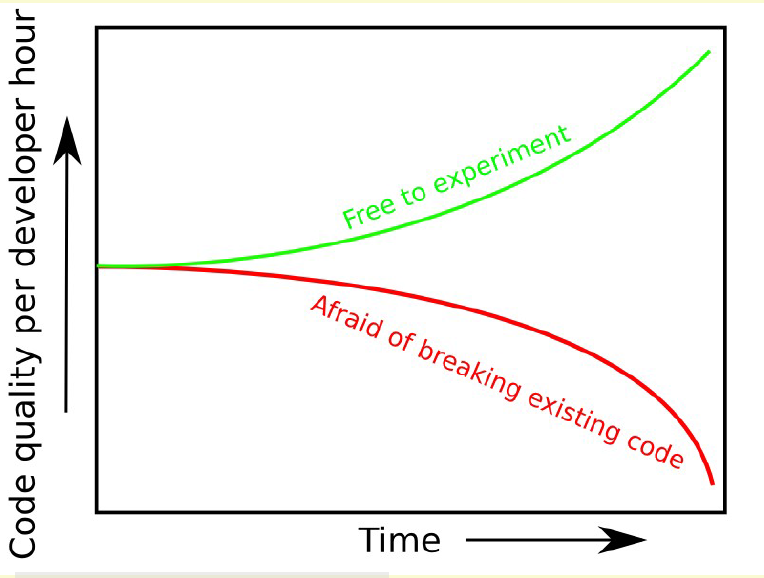 Code quality per developer hour
Free to experiment
Afraid of breaking existing code
Time